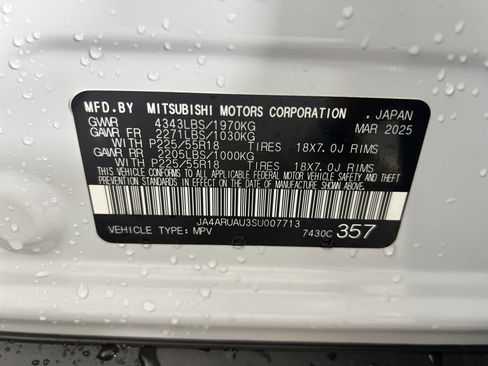 MFD.BY MITSUBISHI MOTORS CORPORATION . JAPAN
GVWR 4343LBS/1970KG MAR 2025
GAWR FR 2271LBS/1030KG
WITH P225/55R18 TIRES 18X7.0J RIMS
GAWR RR 2205LBS/1000KG
WITH P225/55R18 TIRES 18X7.0J RIMS
THIS VEHICLE CONFORMS TO ALL APPLICABLE FEDERAL MOTOR VEHICLE SAFETY AND THEFT
PREVENTION STANDARDS IN EFFECT ON THE DATE OF MANUFACTURE SHOWN ABOVE.
JA4ARUAU3SU007713
VEHICLE TYPE: MPV 7430C 357